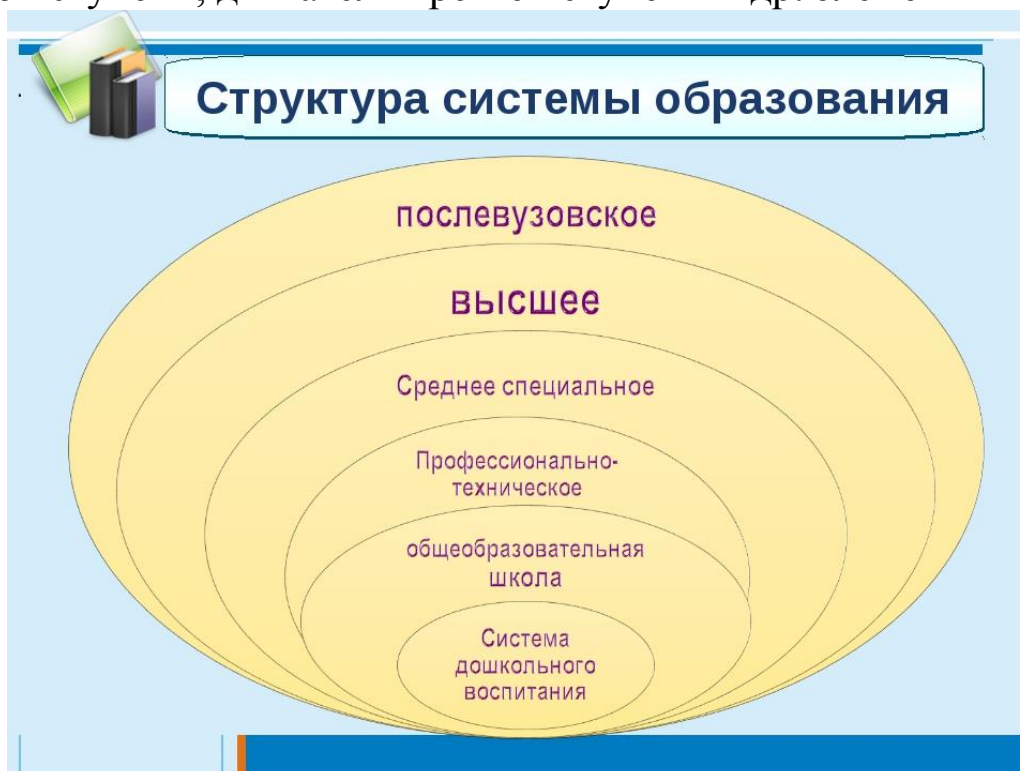 Структура системы образования
послевузовское
высшее
Среднее специальное
Профессионально-
техническое
общеобразовательная
школа
Система
дошкольного
воспитания